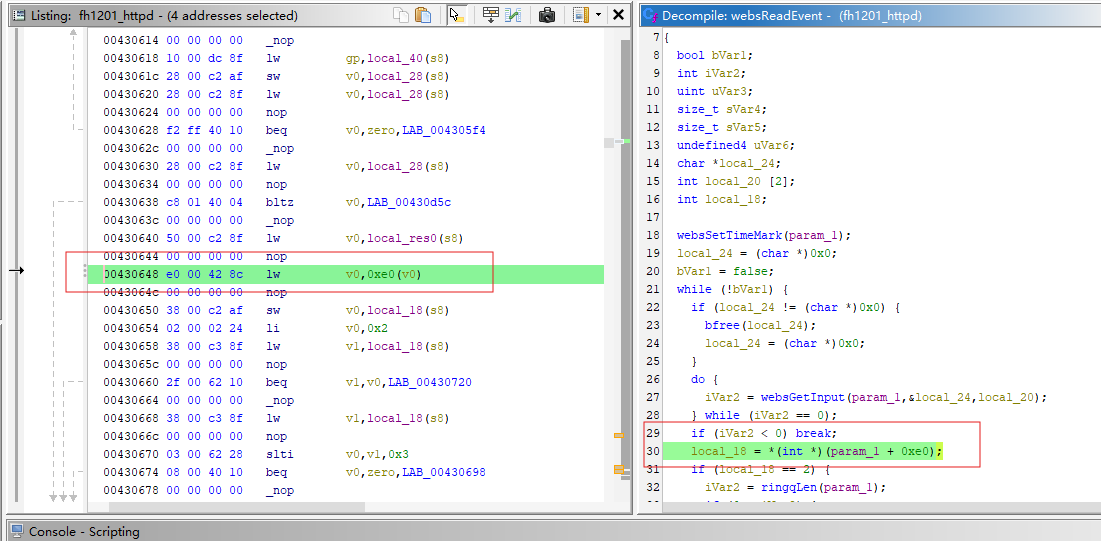 Listing: fh1201_httpd - (4 addresses selected)
00430614 00 00 00 00 _nop
00430618 10 00 dc 8f lw gp,local_40(s8)
0043061c 28 00 c2 af sw v0,local_28(s8)
00430620 28 00 c2 8f lw v0,local_28(s8)
00430624 00 00 00 00 nop
00430628 f2 ff 40 10 beq v0,zero,LAB_004305f4
0043062c 00 00 00 00 _nop
00430630 28 00 c2 8f lw v0,local_28(s8)
00430634 00 00 00 00 nop
00430638 c8 01 40 04 bltz v0,LAB_00430d5c
0043063c 00 00 00 00 _nop
00430640 50 00 c2 8f lw v0,local_res0(s8)
00430644 00 00 00 00 nop
00430648 e0 00 42 8c lw v0,0xe0(v0)
0043064c 00 00 00 00 nop
00430650 38 00 c2 af sw v0,local_18(s8)
00430654 02 00 02 24 li v0,0x2
00430658 38 00 c3 8f lw v1,local_18(s8)
0043065c 00 00 00 00 nop
00430660 2f 00 62 10 beq v1,v0,LAB_00430720
00430664 00 00 00 00 _nop
00430668 38 00 c3 8f lw v1,local_18(s8)
0043066c 00 00 00 00 nop
00430670 03 00 62 28 slti v0,v1,0x3
00430674 08 00 40 10 beq v0,zero,LAB_00430698
00430678 00 00 00 00 _nop
Decompile: websReadEvent - (fh1201_httpd)
7 {
8 bool bVar1;
9 int iVar2;
10 uint uVar3;
11 size_t sVar4;
12 size_t sVar5;
13 undefined4 uVar6;
14 char *local_24;
15 int local_20 [2];
16 int local_18;
17
18 websSetTimeMark(param_1);
19 local_24 = (char *)0x0;
20 bVar1 = false;
21 while (!bVar1) {
22 if (local_24 != (char *)0x0) {
23 bfree(local_24);
24 local_24 = (char *)0x0;
25 }
26 do {
27 iVar2 = websGetInput(param_1,&local_24,local_20);
28 } while (iVar2 == 0);
29 if (iVar2 < 0) break;
30 local_18 = *(int *)(param_1 + 0xe0);
31 if (local_18 == 2) {
32 iVar2 = ringqLen(param_1);
Console - Scripting